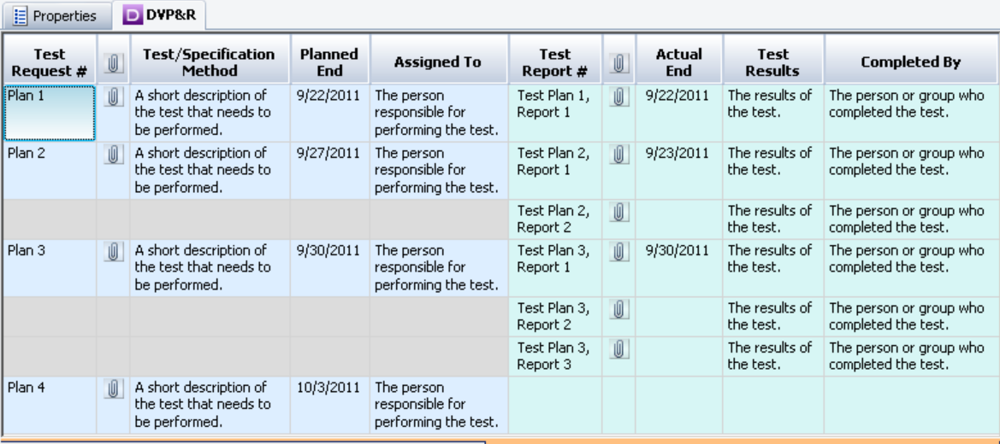 Properties
D DVP&R
Test Request #
Test/Specification Method
Planned End
Assigned To
Test Report #
Actual End
Test Results
Completed By
Plan 1
A short description of the test that needs to be performed.
9/22/2011
The person responsible for performing the test.
Test Plan 1, Report 1
9/22/2011
The results of the test.
The person or group who completed the test.
Plan 2
A short description of the test that needs to be performed.
9/27/2011
The person responsible for performing the test.
Test Plan 2, Report 1
9/23/2011
The results of the test.
The person or group who completed the test.
Test Plan 2, Report 2
The results of the test.
The person or group who completed the test.
Plan 3
A short description of the test that needs to be performed.
9/30/2011
The person responsible for performing the test.
Test Plan 3, Report 1
9/30/2011
The results of the test.
The person or group who completed the test.
Test Plan 3, Report 2
The results of the test.
The person or group who completed the test.
Test Plan 3, Report 3
The results of the test.
The person or group who completed the test.
Plan 4
A short description of the test that needs to be performed.
10/3/2011
The person responsible for performing the test.